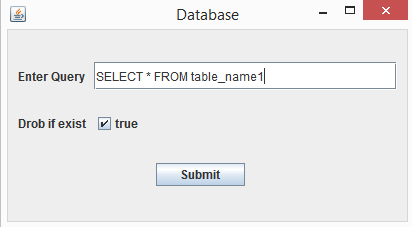 Database
Enter Query SELECT * FROM table_name1
Drob if exist true
Submit